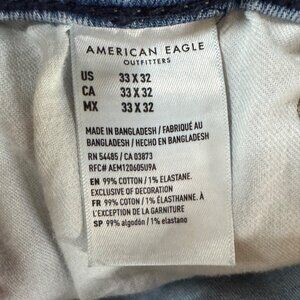 AMERICAN EAGLE
OUTFITTERS
US 33 X 32
CA 33 X 32
MX 33 X 32
MADE IN BANGLADESH / FABRIQUÉ AU
BANGLADESH / HECHO EN BANGLADESH
RN 54485 / CA 03873
RFC# AEM120605U9A
EN 99% COTTON / 1% ELASTANE.
EXCLUSIVE OF DECORATION
FR 99% COTON / 1% ÉLASTHANNE. À
L'EXCEPTION DE LA GARNITURE
SP 99% algodón / 1% elastano